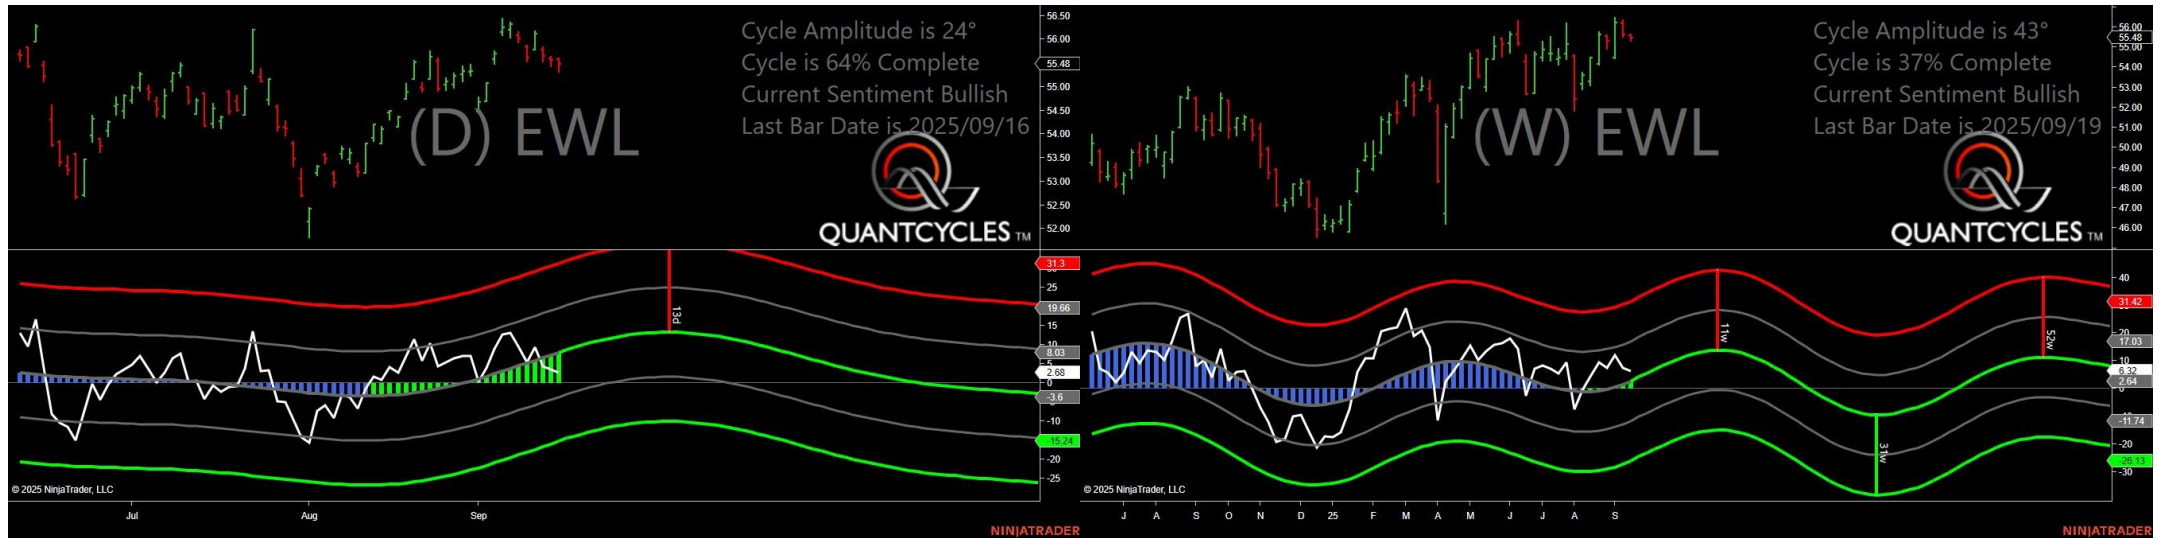 Cycle Amplitude is 24°
Cycle is 64% Complete
Current Sentiment Bullish
Last Bar Date is 2025/09/16
(D) EWL
QUANTCYCLES TM
56.50
56.00
55.48
55.00
54.50
54.00
53.50
53.00
52.50
52.00
31.3
25
19.66
15
10
8.03
2.68
0
-3.6
-10
-15.24
-20
-25
13d
© 2025 NinjaTrader, LLC
Jul
Aug
Sep
NINJATRADER
Cycle Amplitude is 43°
Cycle is 37% Complete
Current Sentiment Bullish
Last Bar Date is 2025/09/19
(W) EWL
QUANTCYCLES TM
56.00
55.48
55.00
54.00
53.00
52.00
51.00
50.00
49.00
48.00
47.00
46.00
40
31.42
20
17.03
10
6.32
2.64
0
-11.74
-20
-26.13
-30
11w
31w
52w
© 2025 NinjaTrader, LLC
J A S O N D 25 F M A M J J A S
NINJATRADER